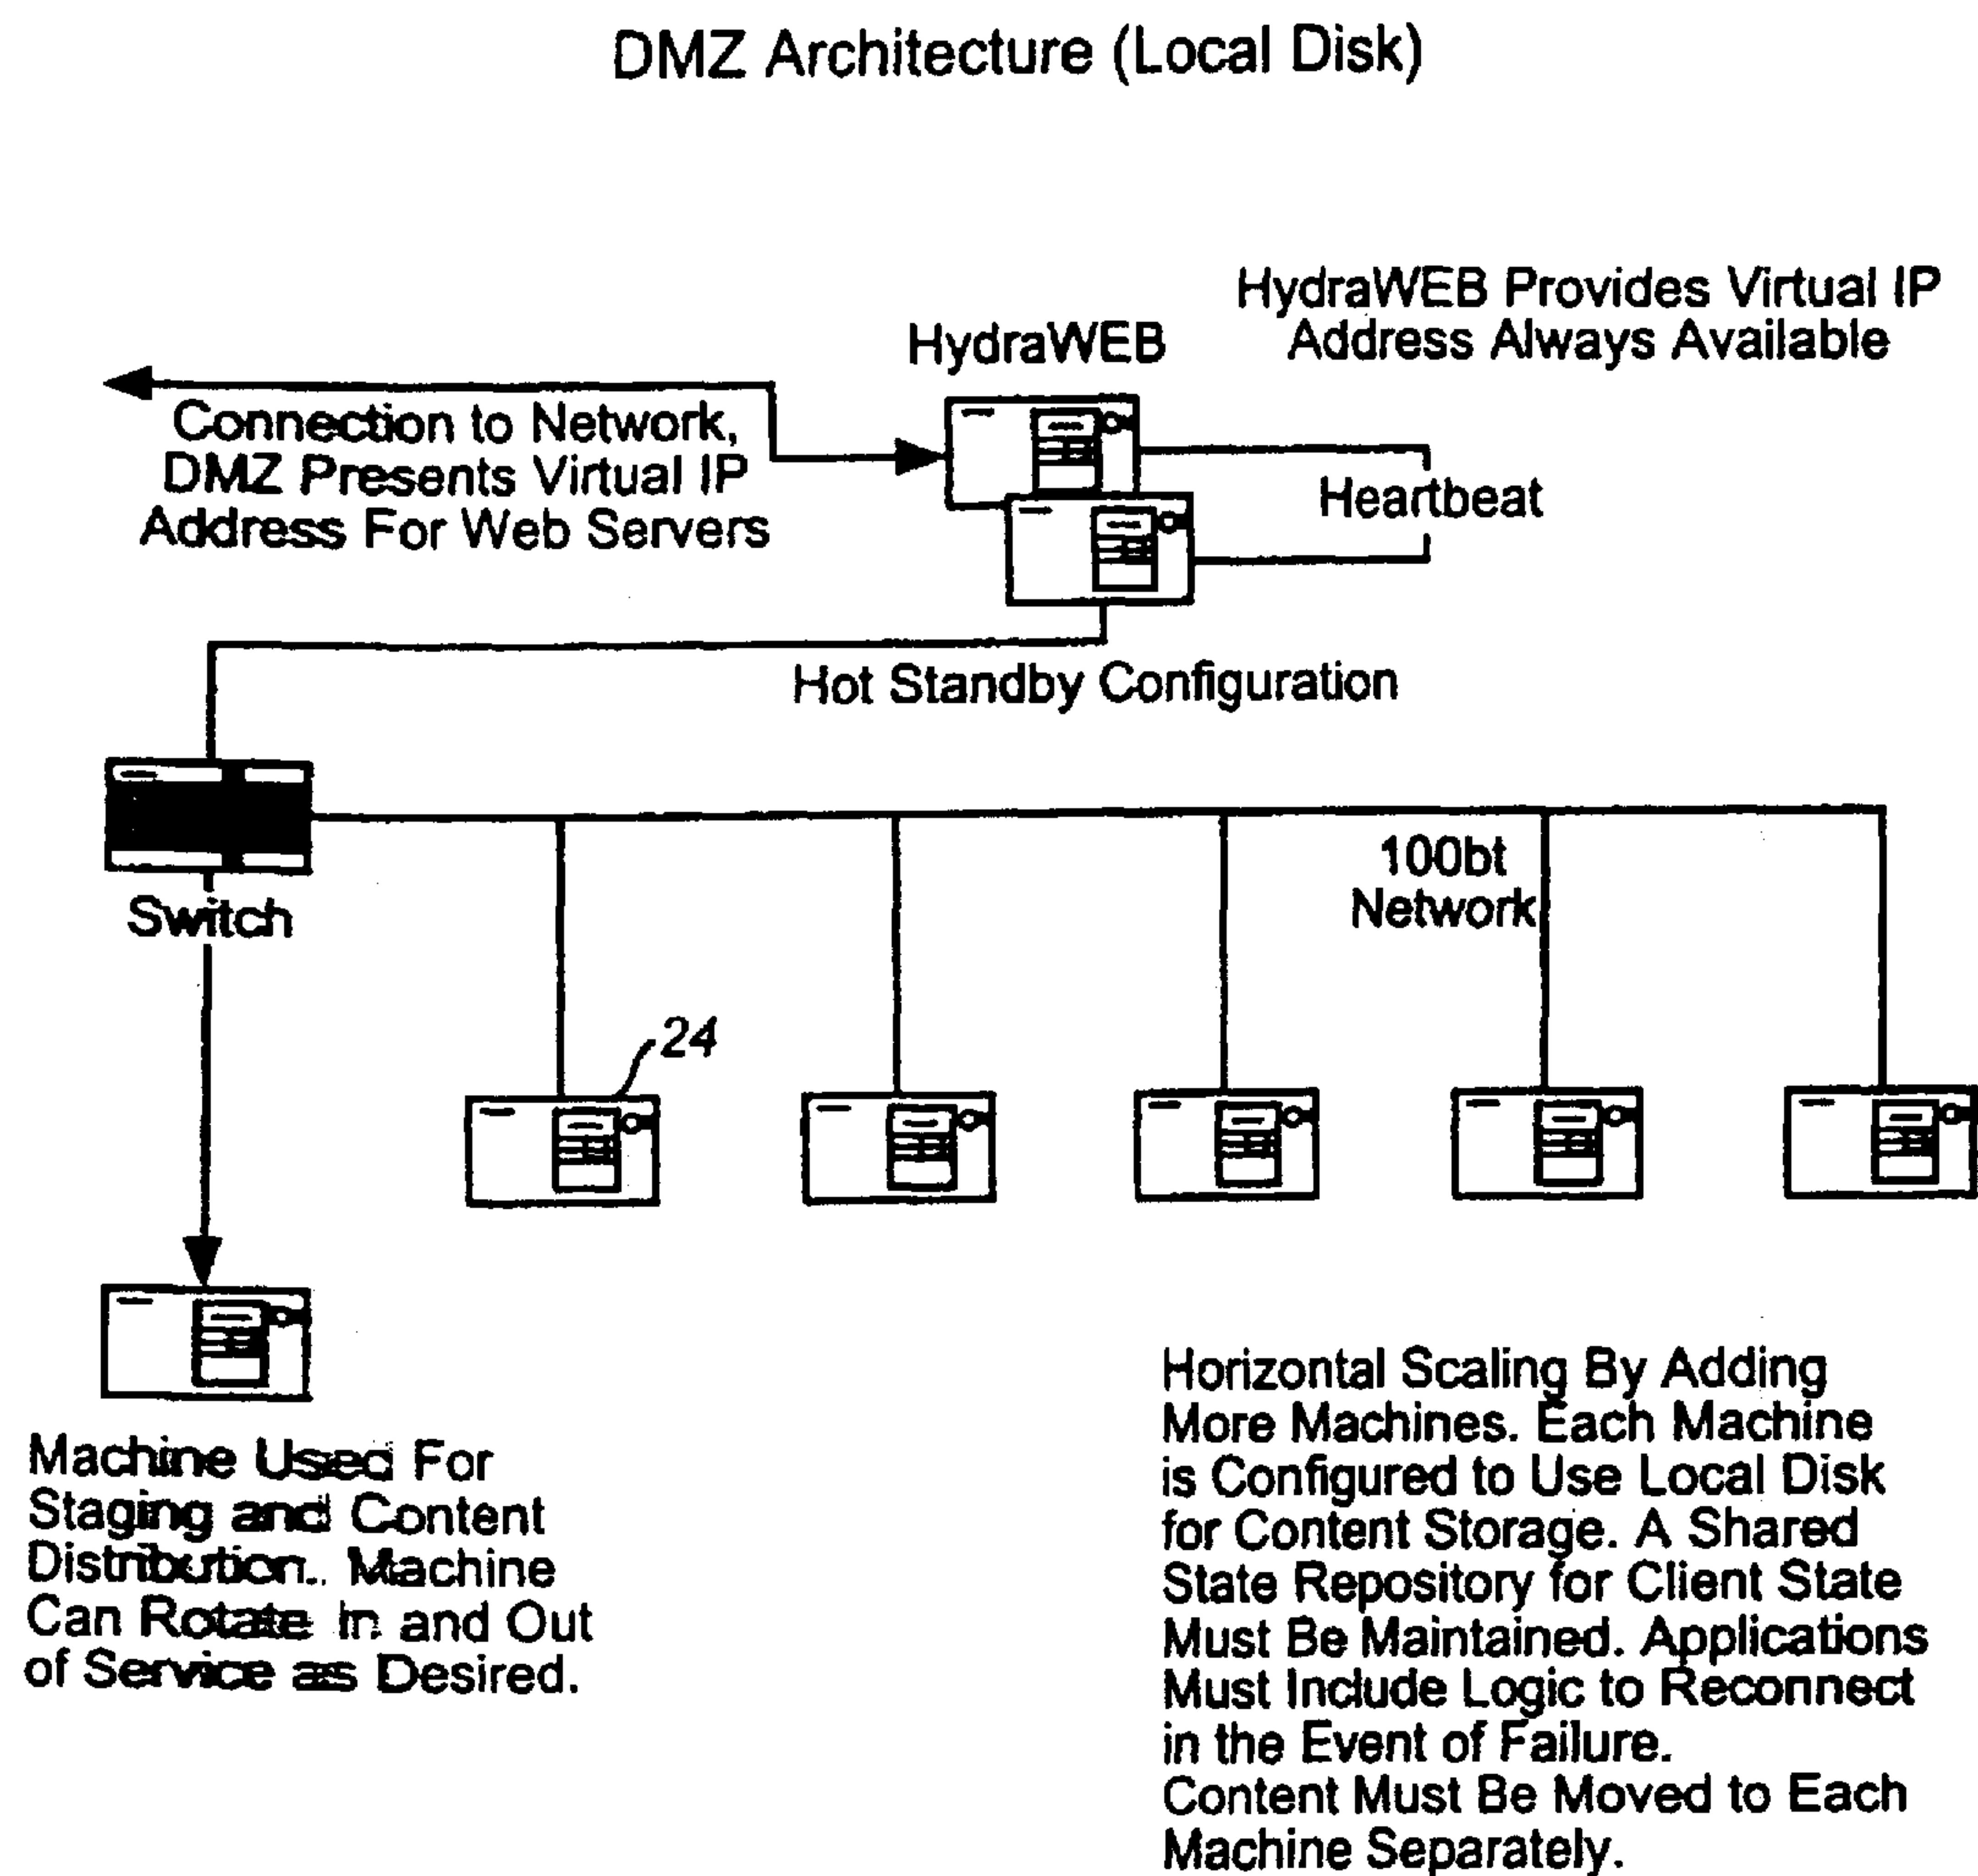 DMZ Architecture (Local Disk)
HydraWEB Provides Virtual IP
Address Always Available
HydraWEB
Connection to Network,
DMZ Presents Virtual IP
Address For Web Servers
Heartbeat
Hot Standby Configuration
100bt
Network
Switch
24
Machine Used For
Staging and Content
Distribution. Machine
Can Rotate In and Out
of Service as Desired.
Horizontal Scaling By Adding
More Machines. Each Machine
is Configured to Use Local Disk
for Content Storage. A Shared
State Repository for Client State
Must Be Maintained. Applications
Must Include Logic to Reconnect
in the Event of Failure.
Content Must Be Moved to Each
Machine Separately.